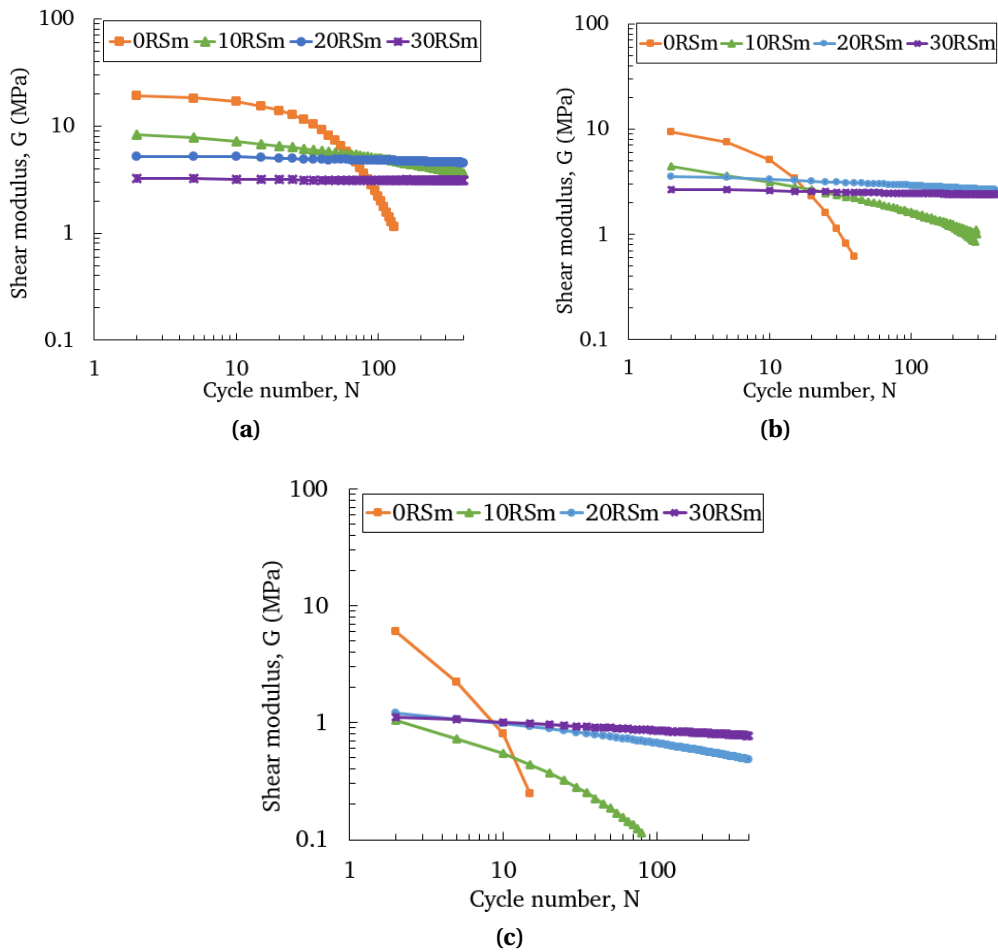 0RSm 10RSm 20RSm 30RSm
100
10
1
0.1
Shear modulus, G (MPa)
1 10 100
Cycle number, N
(a)
0RSm 10RSm 20RSm 30RSm
100
10
1
0.1
Shear modulus, G (MPa)
1 10 100
Cycle number, N
(b)
0RSm 10RSm 20RSm 30RSm
100
10
1
0.1
Shear modulus, G (MPa)
1 10 100
Cycle number, N
(c)